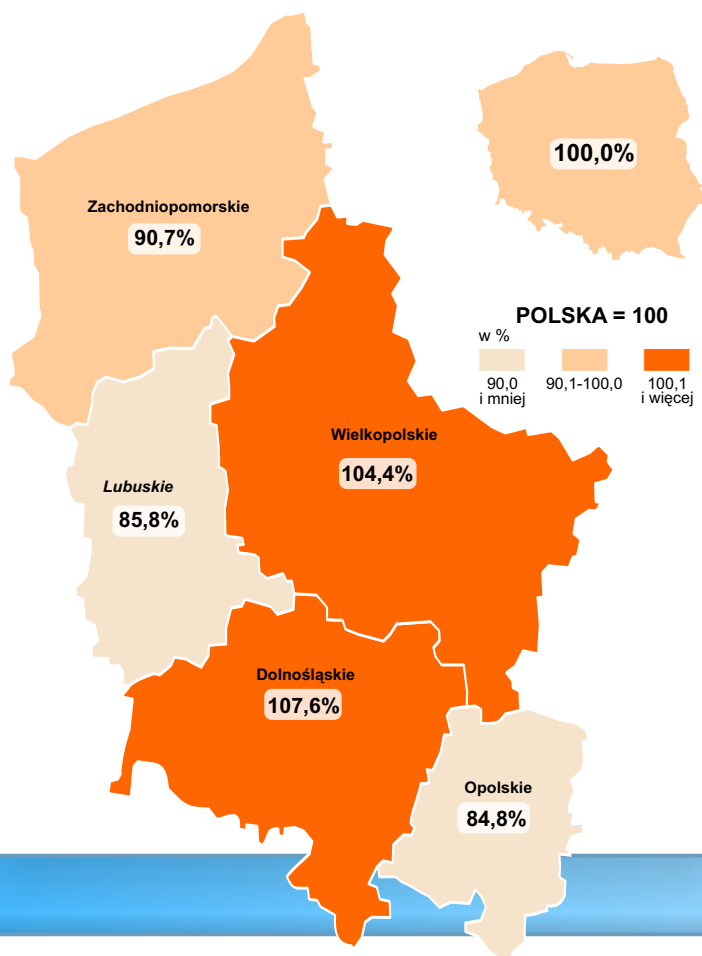 100,0%
Zachodniopomorskie
90,7%
POLSKA = 100
w %
90,0
i mniej
90,1-100,0
100,1
i więcej
Wielkopolskie
104,4%
Lubuskie
85,8%
Dolnośląskie
107,6%
Opolskie
84,8%